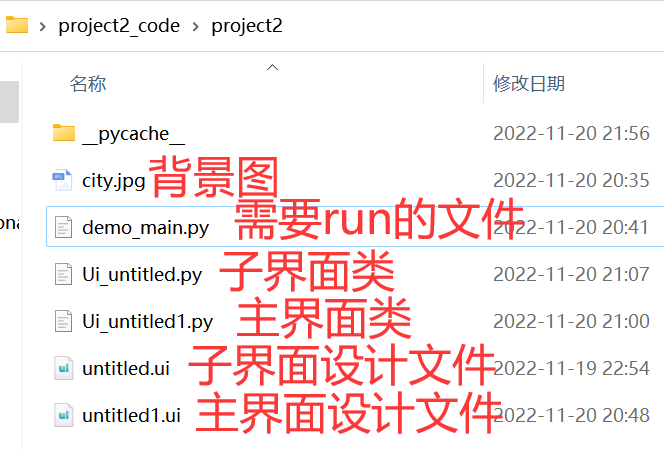 project2_code > project2
名称 修改日期
__pycache__ 2022-11-20 21:56
city.jpg 背景图 2022-11-20 20:35
demo_main.py 需要run的文件 2022-11-20 20:41
Ui_untitled.py 子界面类 2022-11-20 21:07
Ui_untitled1.py 主界面类 2022-11-20 21:00
untitled.ui 子界面设计文件 2022-11-19 22:54
untitled1.ui 主界面设计文件 2022-11-20 20:48